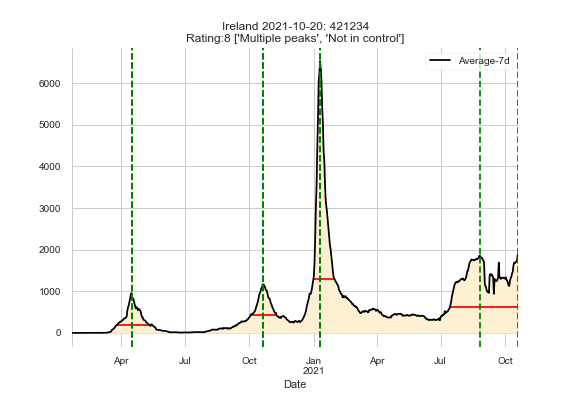 Ireland 2021-10-20: 421234
Rating:8 ['Multiple peaks', 'Not in control']
Average-7d
6000
5000
4000
3000
2000
1000
0
Apr Jul Oct Jan Apr Jul Oct
2021
Date